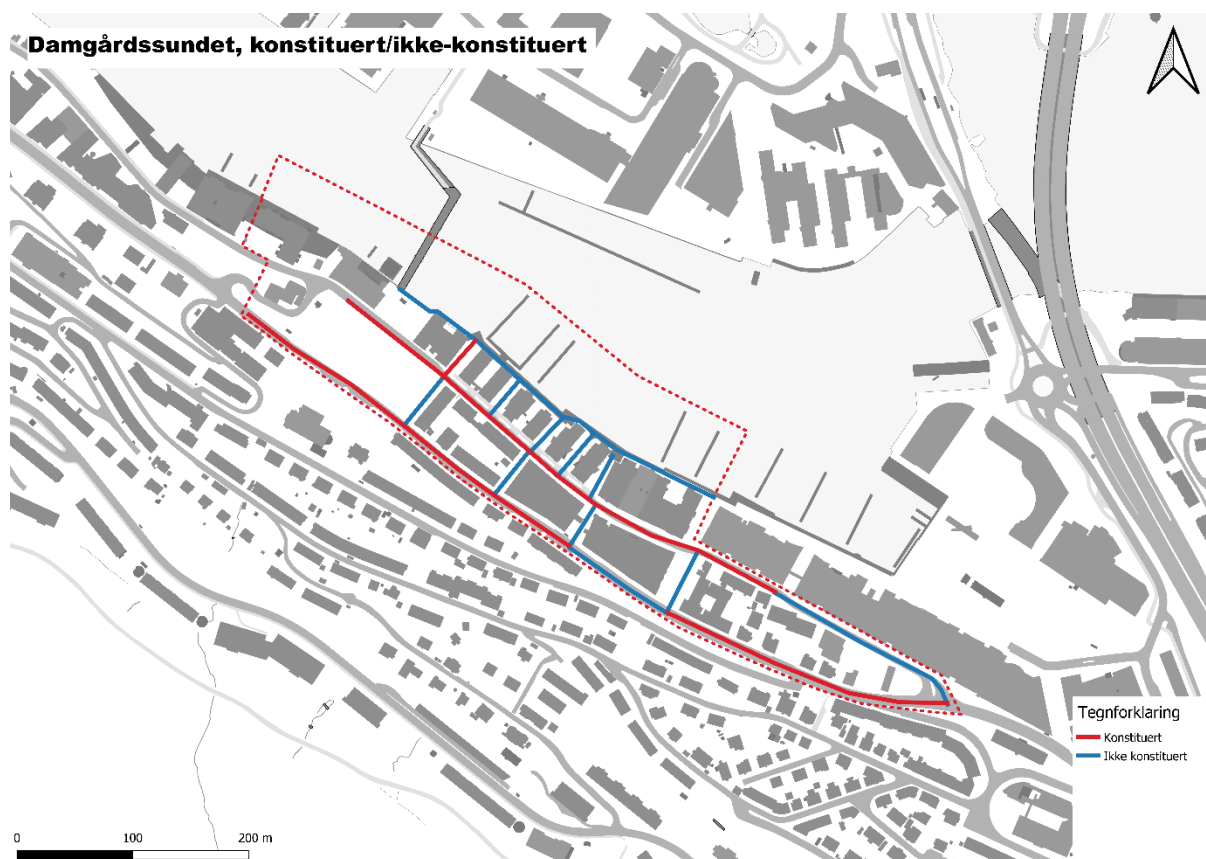 Damgårdssundet, konstituert/ikke-konstituert
Tegnforklaring
Konstituert
Ikke konstituert
0 100 200 m